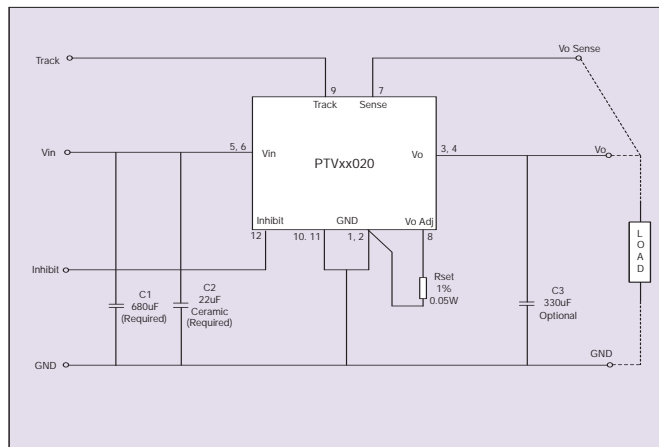 Track
Vo Sense
9
7
Track
Sense
Vin
5, 6
Vin
PTVxx020
Vo
3, 4
Vo
Inhibit
GND
Vo Adj
12
10. 11
1, 2
8
LOAD
Inhibit
Rset
1%
0.05W
C1
680uF
(Required)
C2
22uF
Ceramic
(Required)
C3
330uF
Optional
GND
GND